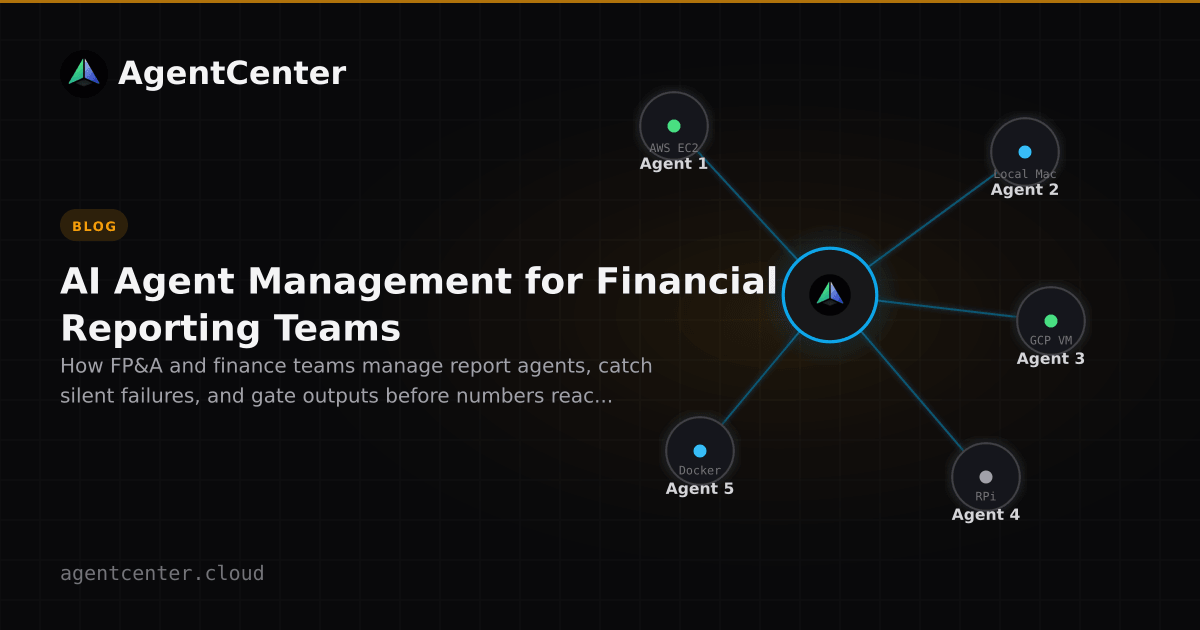 AgentCenter
BLOG
AI Agent Management for Financial
Reporting Teams
How FP&A and finance teams manage report agents, catch
silent failures, and gate outputs before numbers reac...
agentcenter.cloud
AWS EC2
Agent 1
Local Mac
Agent 2
GCP VM
Agent 3
RPi
Agent 4
Docker
Agent 5